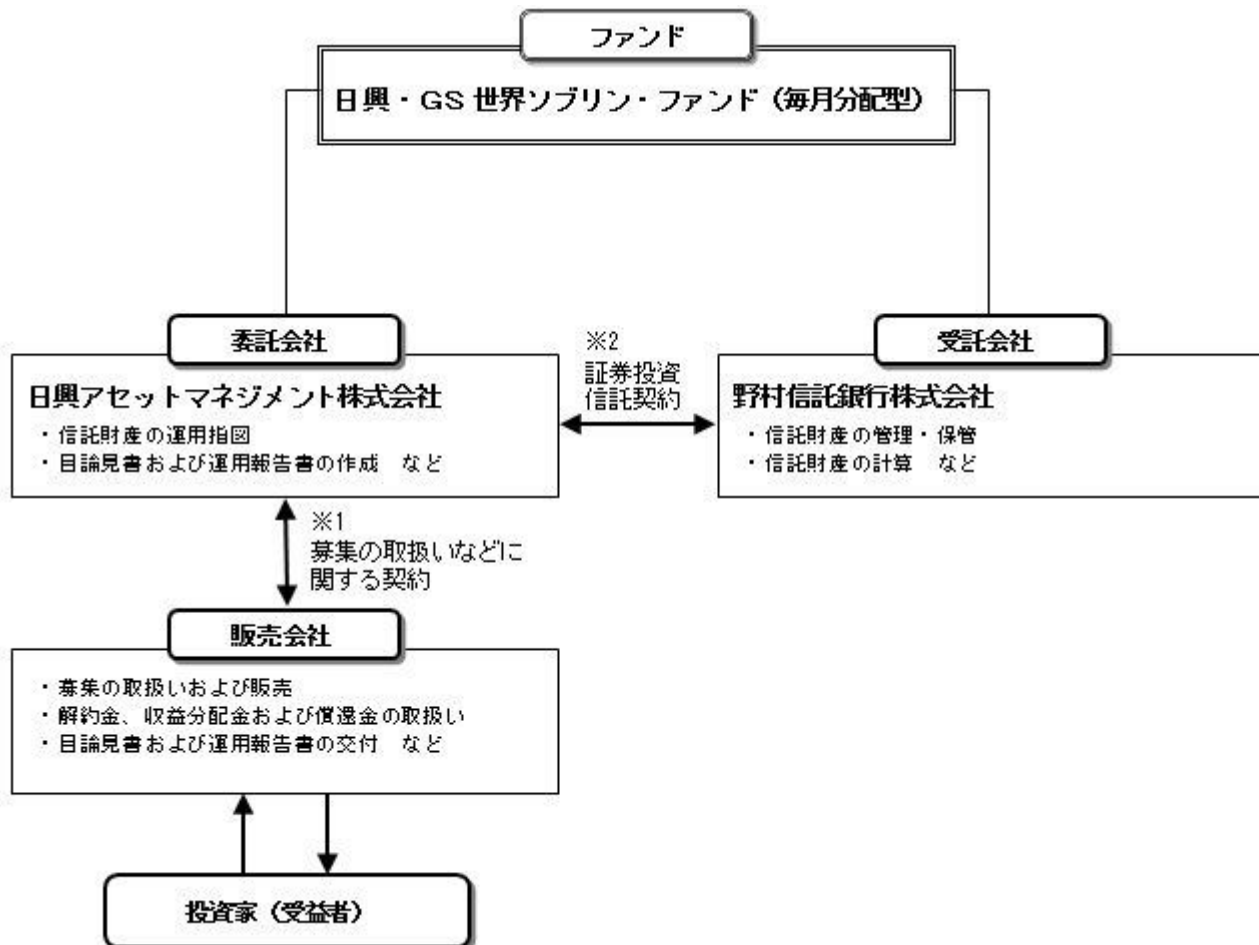 ファンド
日興・GS 世界ソブリン・ファンド（毎月分配型）
委託会社
日興アセットマネジメント株式会社
・信託財産の運用指図
・目論見書および運用報告書の作成　など
※2
証券投資
信託契約
受託会社
野村信託銀行株式会社
・信託財産の管理・保管
・信託財産の計算　など
※1
募集の取扱いなどに
関する契約
販売会社
・募集の取扱いおよび販売
・解約金、収益分配金および償還金の取扱い
・目論見書および運用報告書の交付　など
投資家（受益者）